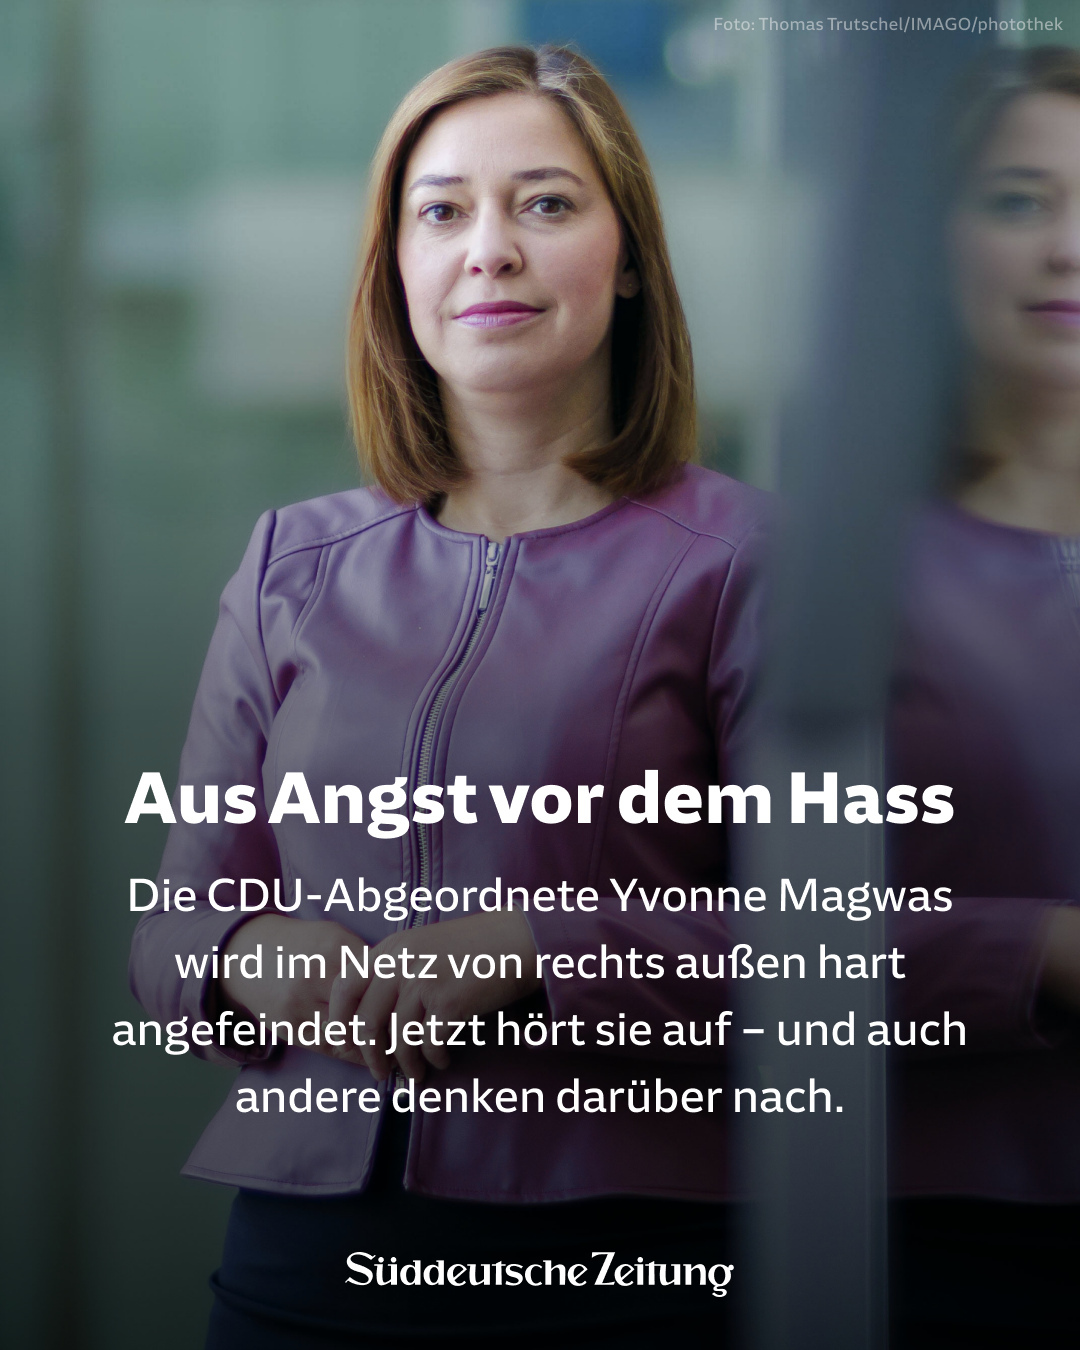 Foto: Thomas Trutschel/IMAGO/photothek
Aus Angst vor dem Hass
Die CDU-Abgeordnete Yvonne Magwas
wird im Netz von rechts außen hart
angefeindet. Jetzt hört sie auf – und auch
andere denken darüber nach.
Süddeutsche Zeitung